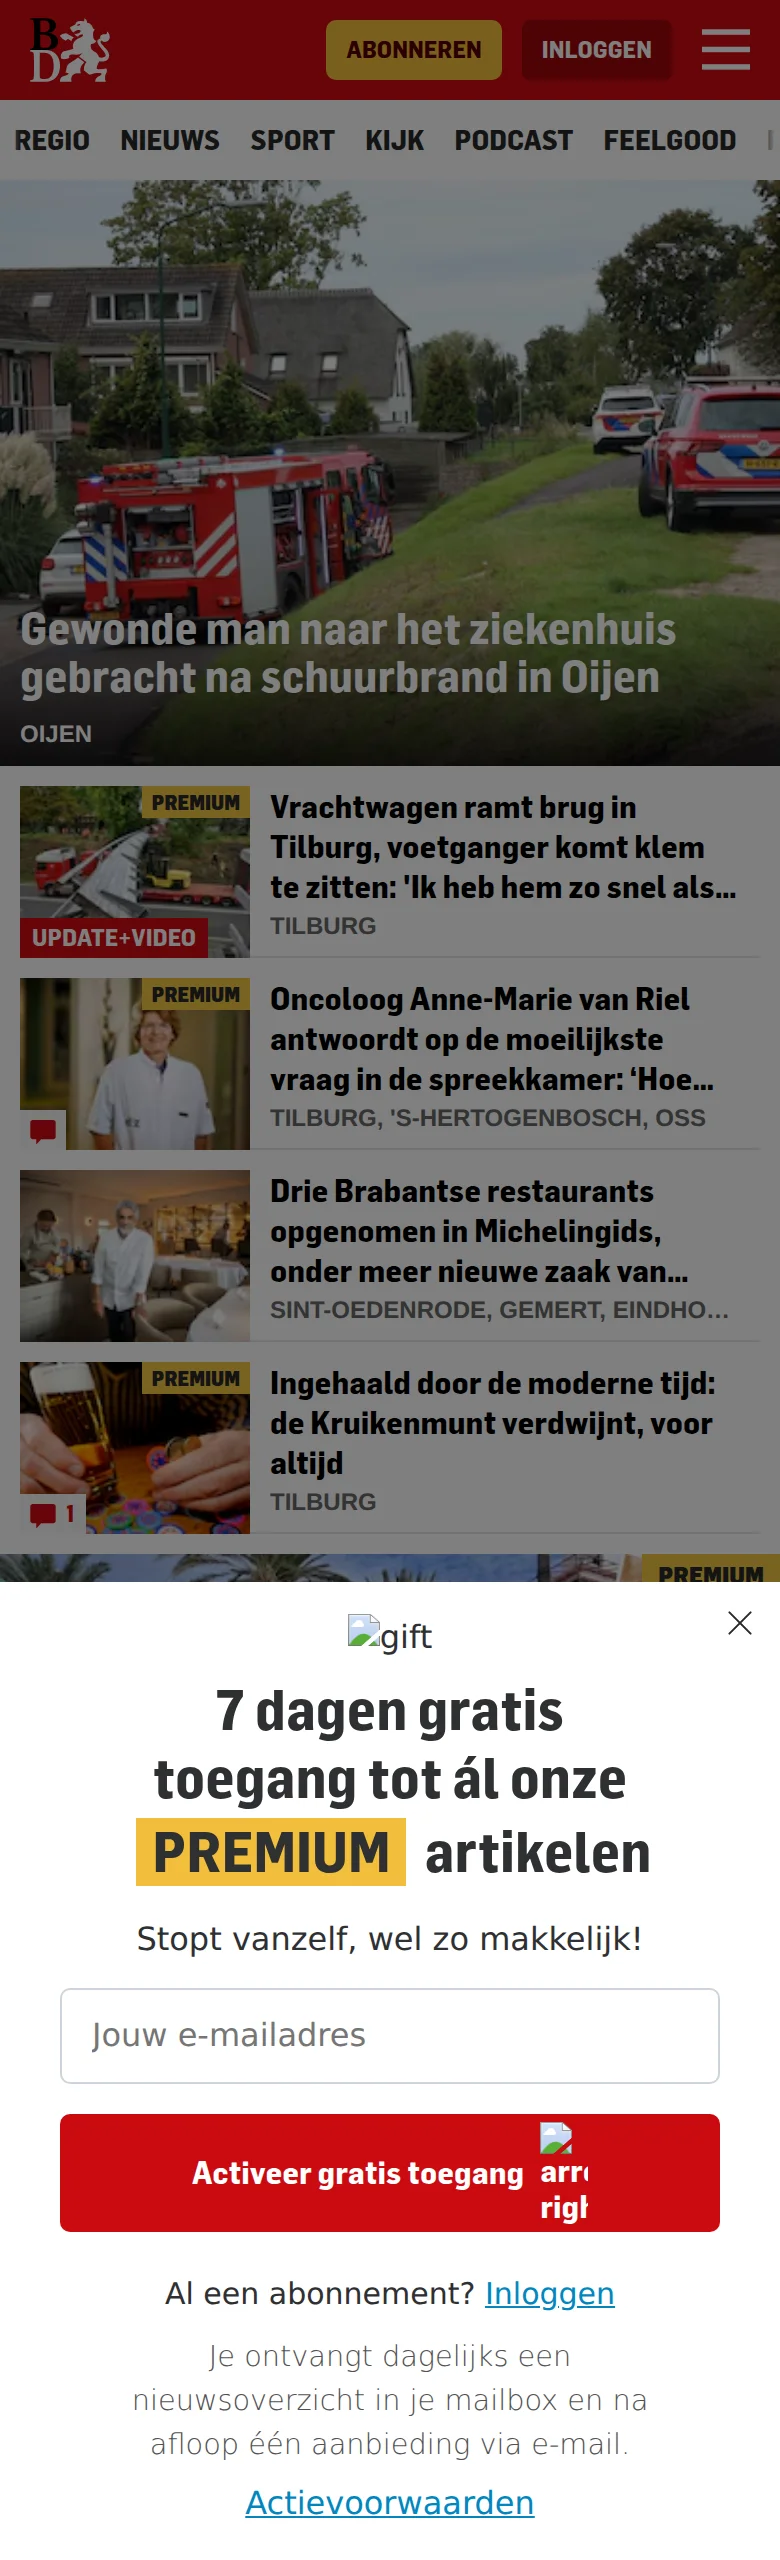 B
D
ABONNEREN
INLOGGEN
REGIO NIEUWS SPORT KIJK PODCAST FEELGOOD
Gewonde man naar het ziekenhuis
gebracht na schuurbrand in Oijen
OIJEN
PREMIUM
UPDATE+VIDEO
Vrachtwagen ramt brug in
Tilburg, voetganger komt klem
te zitten: 'Ik heb hem zo snel als...
TILBURG
PREMIUM
Oncoloog Anne-Marie van Riel
antwoordt op de moeilijkste
vraag in de spreekkamer: ‘Hoe...
TILBURG, 'S-HERTOGENBOSCH, OSS
Drie Brabantse restaurants
opgenomen in Michelingids,
onder meer nieuwe zaak van...
SINT-OEDENRODE, GEMERT, EINDHO...
PREMIUM
1
Ingehaald door de moderne tijd:
de Kruikenmunt verdwijnt, voor
altijd
TILBURG
PREMIUM
gift
7 dagen gratis
toegang tot ál onze
PREMIUM artikelen
Stopt vanzelf, wel zo makkelijk!
Jouw e-mailadres
Activeer gratis toegang
Al een abonnement? Inloggen
Je ontvangt dagelijks een
nieuwsoverzicht in je mailbox en na
afloop één aanbieding via e-mail.
Actievoorwaarden